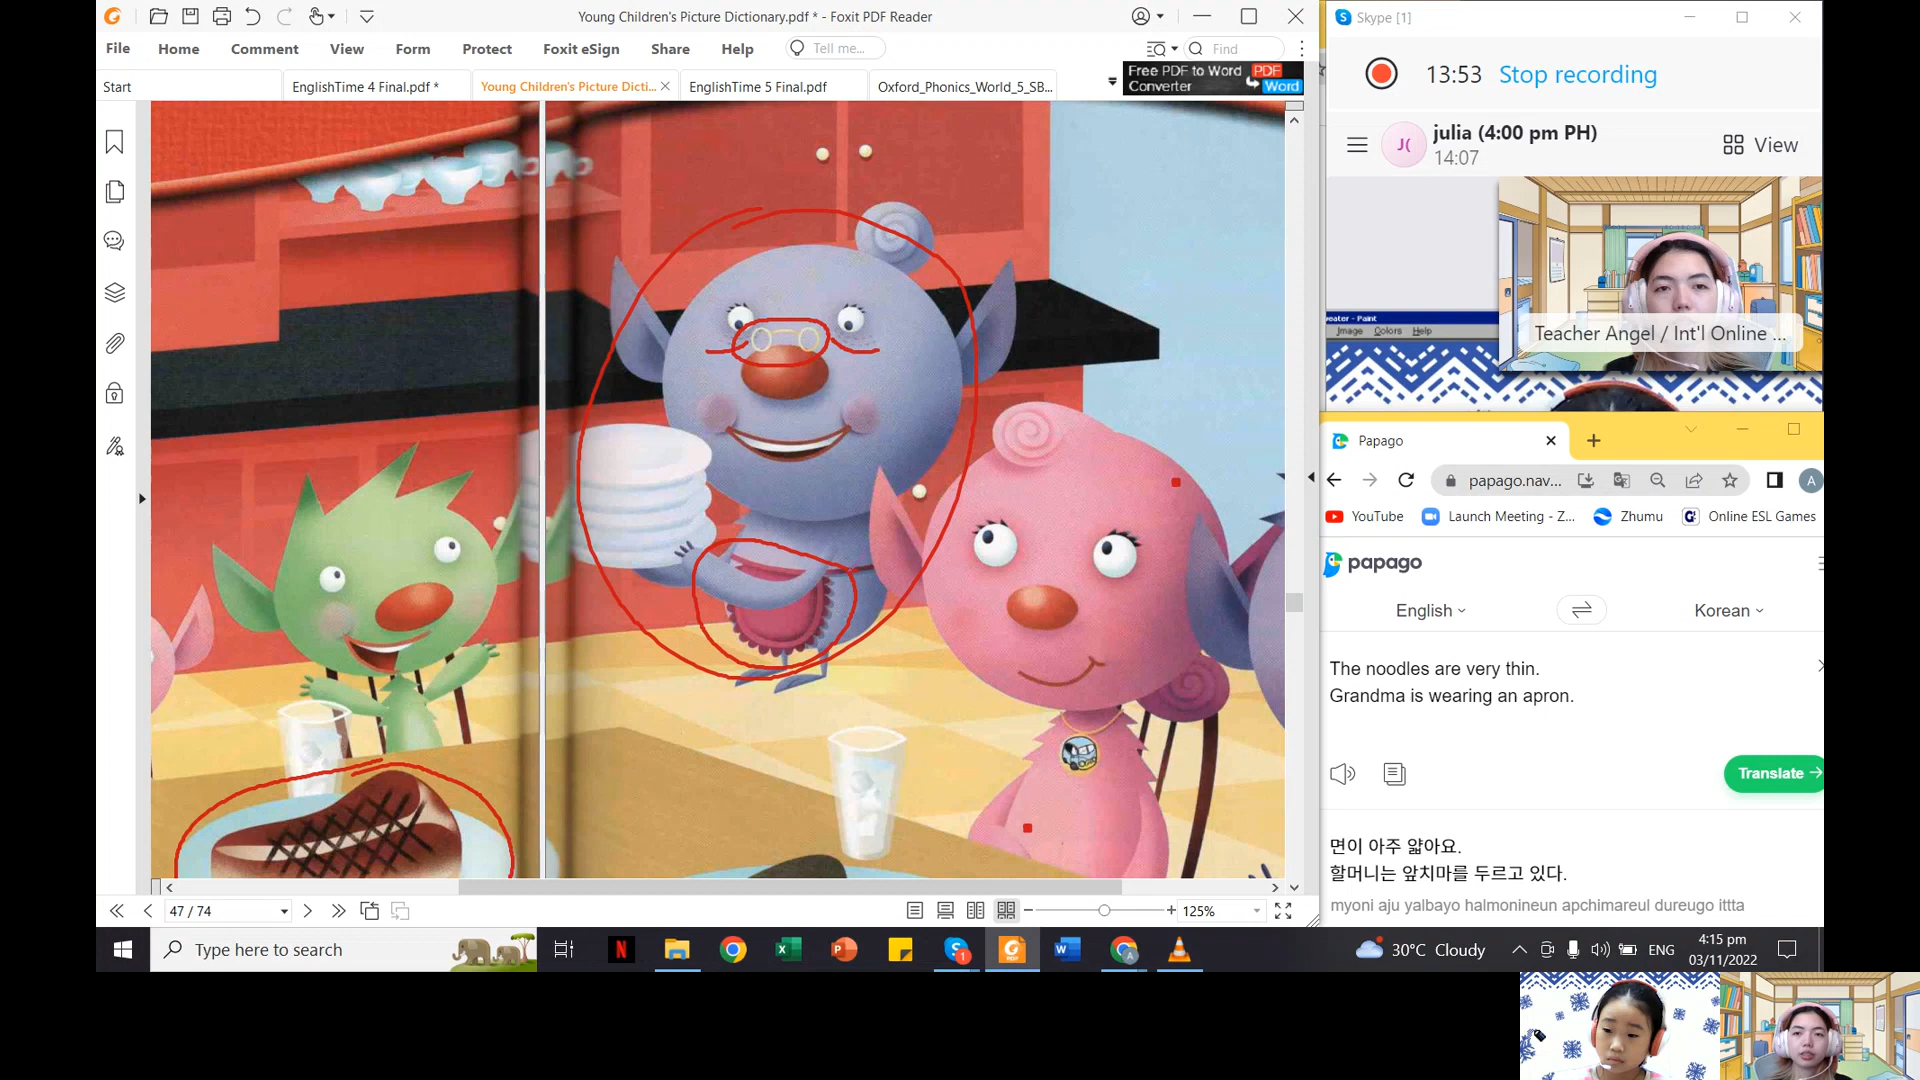 Young Children's Picture Dictionary.pdf * - Foxit PDF Reader
File Home Comment View Form Protect Foxit eSign Share Help Tell me... Find
Start EnglishTime 4 Final.pdf * Young Children's Picture Dicti... EnglishTime 5 Final.pdf Oxford_Phonics_World_5_SB...
Free PDF to Word Converter PDF Word
47 / 74
125%
Skype [1]
13:53 Stop recording
J(
julia (4:00 pm PH)
14:07
View
Teacher Angel / Int'l Online ...
eater - Paint
Image Colors Help
Papago
papago.nav...
A
YouTube Launch Meeting - Z... Zhumu Online ESL Games
papago
English Korean
The noodles are very thin.
Grandma is wearing an apron.
Translate
면이 아주 얇아요.
할머니는 앞치마를 두르고 있다.
myoni aju yalbayo halmonineun apchimareul dureugo ittta
Type here to search
30°C Cloudy
ENG
4:15 pm
03/11/2022